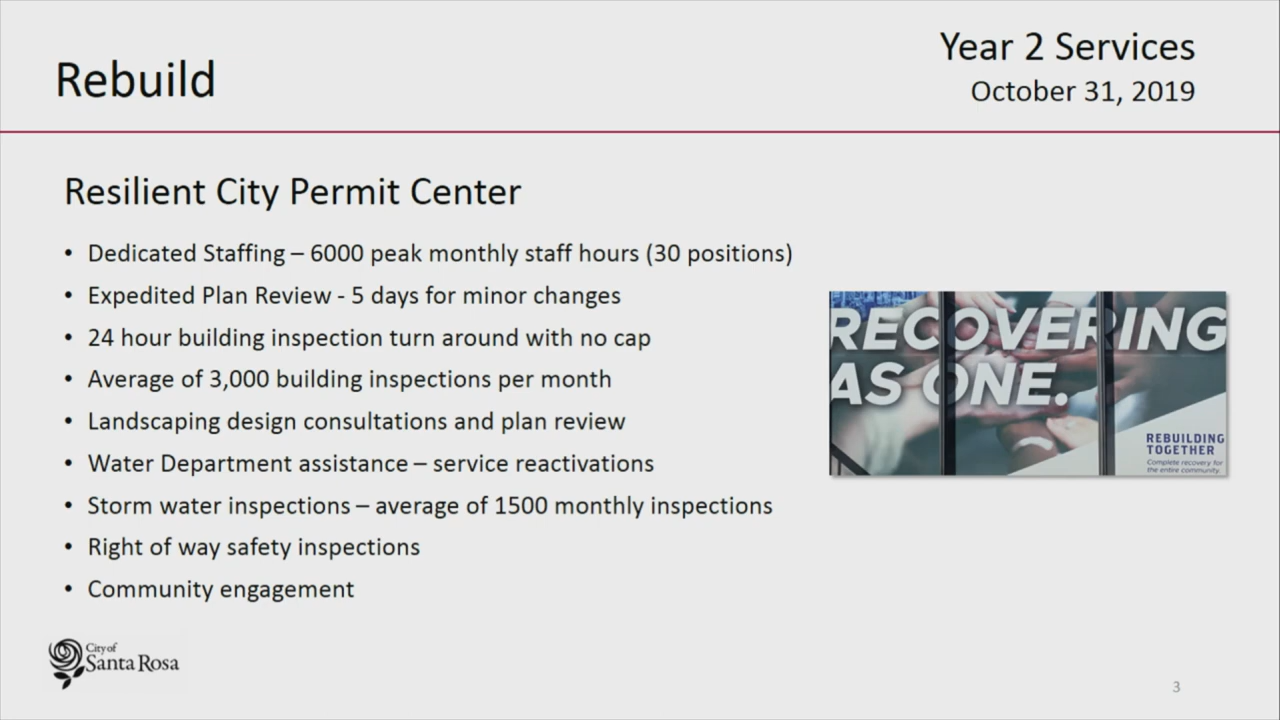 Rebuild
Year 2 Services
October 31, 2019
Resilient City Permit Center
• Dedicated Staffing – 6000 peak monthly staff hours (30 positions)
• Expedited Plan Review - 5 days for minor changes
• 24 hour building inspection turn around with no cap
• Average of 3,000 building inspections per month
• Landscaping design consultations and plan review
• Water Department assistance – service reactivations
• Storm water inspections – average of 1500 monthly inspections
• Right of way safety inspections
• Community engagement
RECOVERING
AS ONE.
REBUILDING
TOGETHER
Complete recovery for
the entire community.
City of
Santa Rosa
3